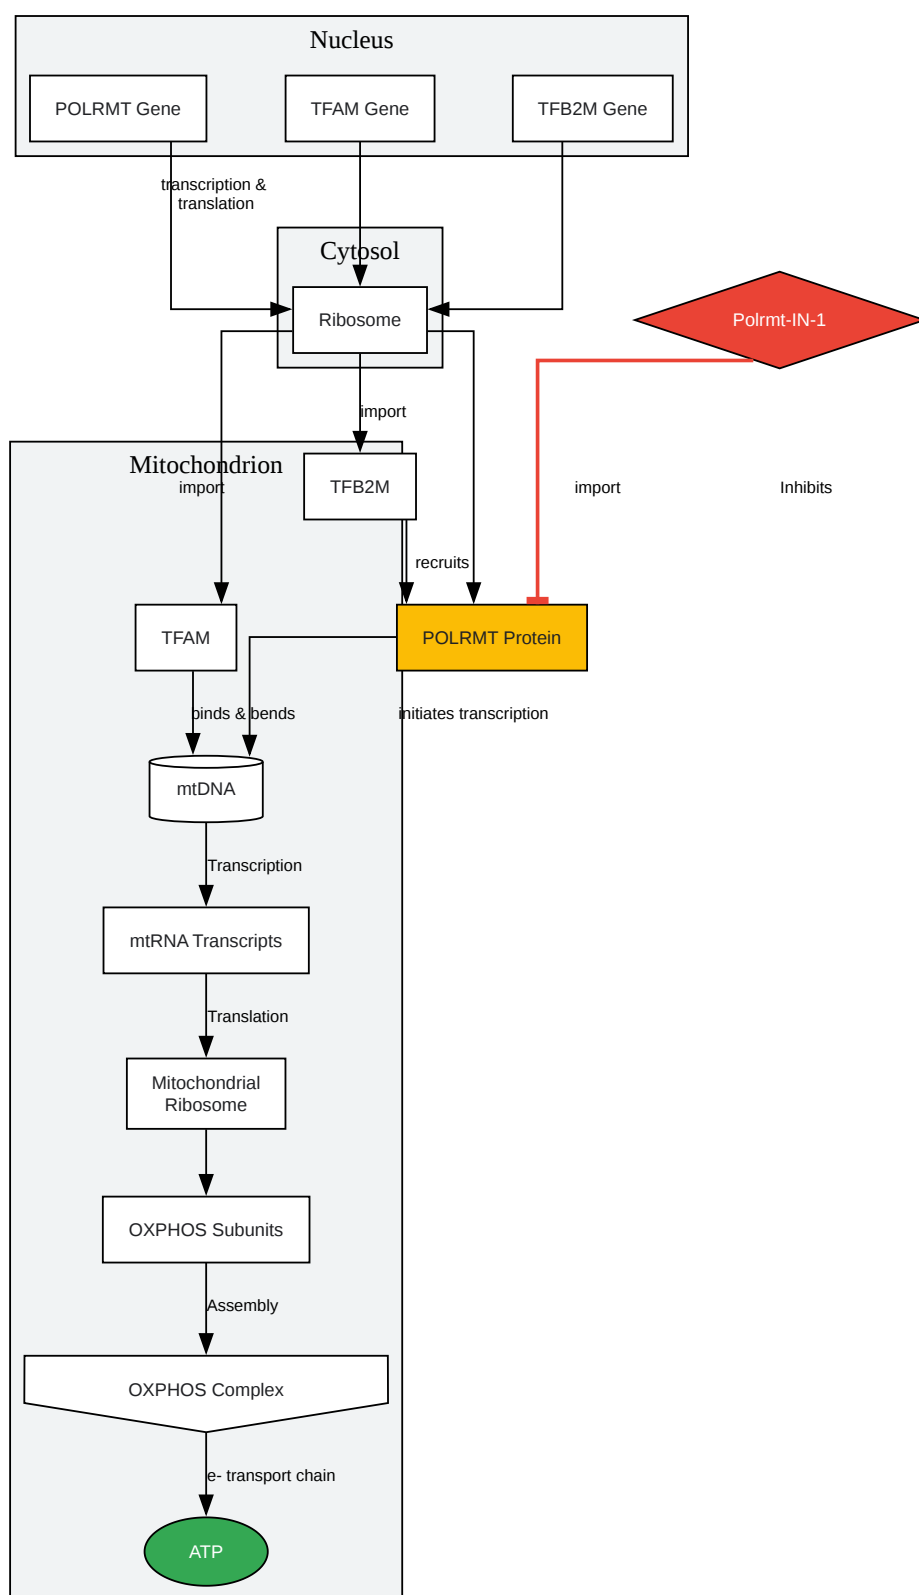 Nucleus
POLRMT Gene
TFAM Gene
TFB2M Gene
transcription &
translation
Cytosol
Ribosome
Polrmt-IN-1
import
Mitochondrion
TFB2M
import
import
Inhibits
recruits
TFAM
POLRMT Protein
binds & bends
initiates transcription
mtDNA
Transcription
mtRNA Transcripts
Translation
Mitochondrial
Ribosome
OXPHOS Subunits
Assembly
OXPHOS Complex
e- transport chain
ATP